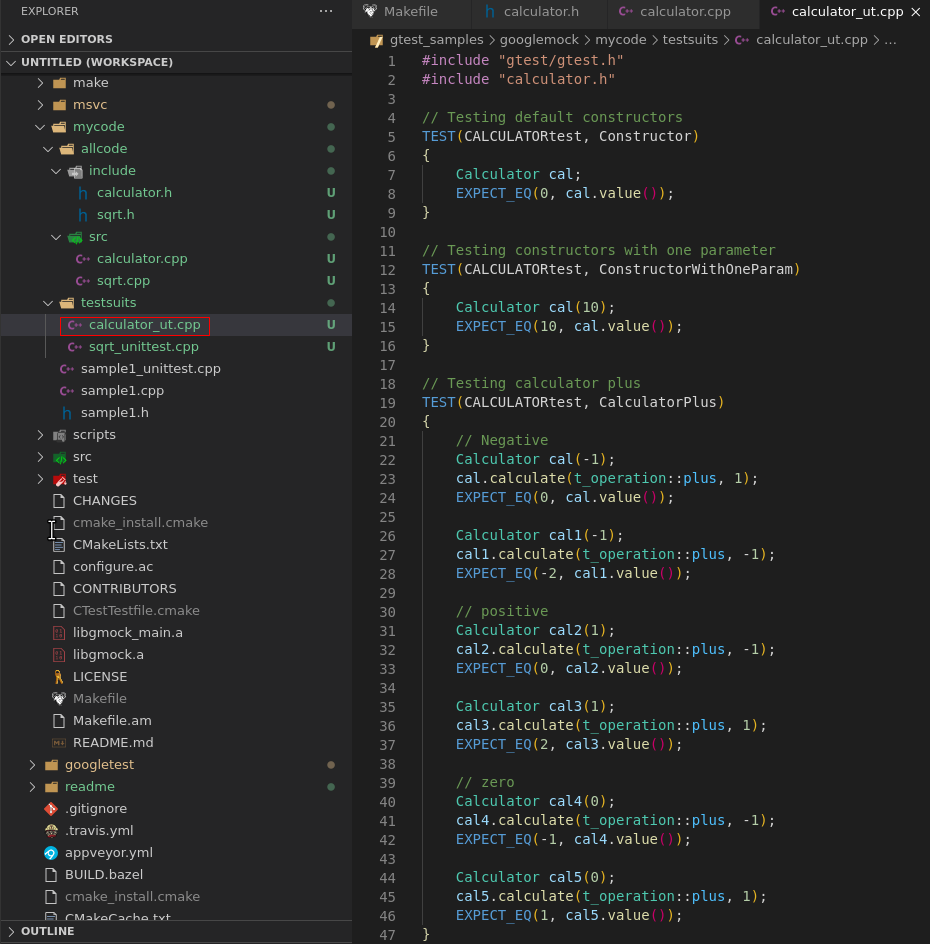 EXPLORER
···
OPEN EDITORS
UNTITLED (WORKSPACE)
make
msvc
mycode
allcode
include
h calculator.h U
h sqrt.h U
src
C++ calculator.cpp U
C++ sqrt.cpp U
testsuits
C++ calculator_ut.cpp U
C++ sqrt_unittest.cpp U
C++ sample1_unittest.cpp
C++ sample1.cpp
h sample1.h
scripts
src
test
CHANGES
cmake_install.cmake
CMakeLists.txt
configure.ac
CONTRIBUTORS
CTestTestfile.cmake
libgmock_main.a
libgmock.a
LICENSE
Makefile
Makefile.am
README.md
googletest
readme
.gitignore
.travis.yml
appveyor.yml
BUILD.bazel
cmake_install.cmake
CMakeCache.txt
OUTLINE
Makefile
h calculator.h
C++ calculator.cpp
C++ calculator_ut.cpp ×
gtest_samples > googlemock > mycode > testsuits > C++ calculator_ut.cpp > ...
1 #include "gtest/gtest.h"
2 #include "calculator.h"
3
4 // Testing default constructors
5 TEST(CALCULATORtest, Constructor)
6 {
7     Calculator cal;
8     EXPECT_EQ(0, cal.value());
9 }
10
11 // Testing constructors with one parameter
12 TEST(CALCULATORtest, ConstructorWithOneParam)
13 {
14     Calculator cal(10);
15     EXPECT_EQ(10, cal.value());
16 }
17
18 // Testing calculator plus
19 TEST(CALCULATORtest, CalculatorPlus)
20 {
21     // Negative
22     Calculator cal(-1);
23     cal.calculate(t_operation::plus, 1);
24     EXPECT_EQ(0, cal.value());
25
26     Calculator cal1(-1);
27     cal1.calculate(t_operation::plus, -1);
28     EXPECT_EQ(-2, cal1.value());
29
30     // positive
31     Calculator cal2(1);
32     cal2.calculate(t_operation::plus, -1);
33     EXPECT_EQ(0, cal2.value());
34
35     Calculator cal3(1);
36     cal3.calculate(t_operation::plus, 1);
37     EXPECT_EQ(2, cal3.value());
38
39     // zero
40     Calculator cal4(0);
41     cal4.calculate(t_operation::plus, -1);
42     EXPECT_EQ(-1, cal4.value());
43
44     Calculator cal5(0);
45     cal5.calculate(t_operation::plus, 1);
46     EXPECT_EQ(1, cal5.value());
47 }